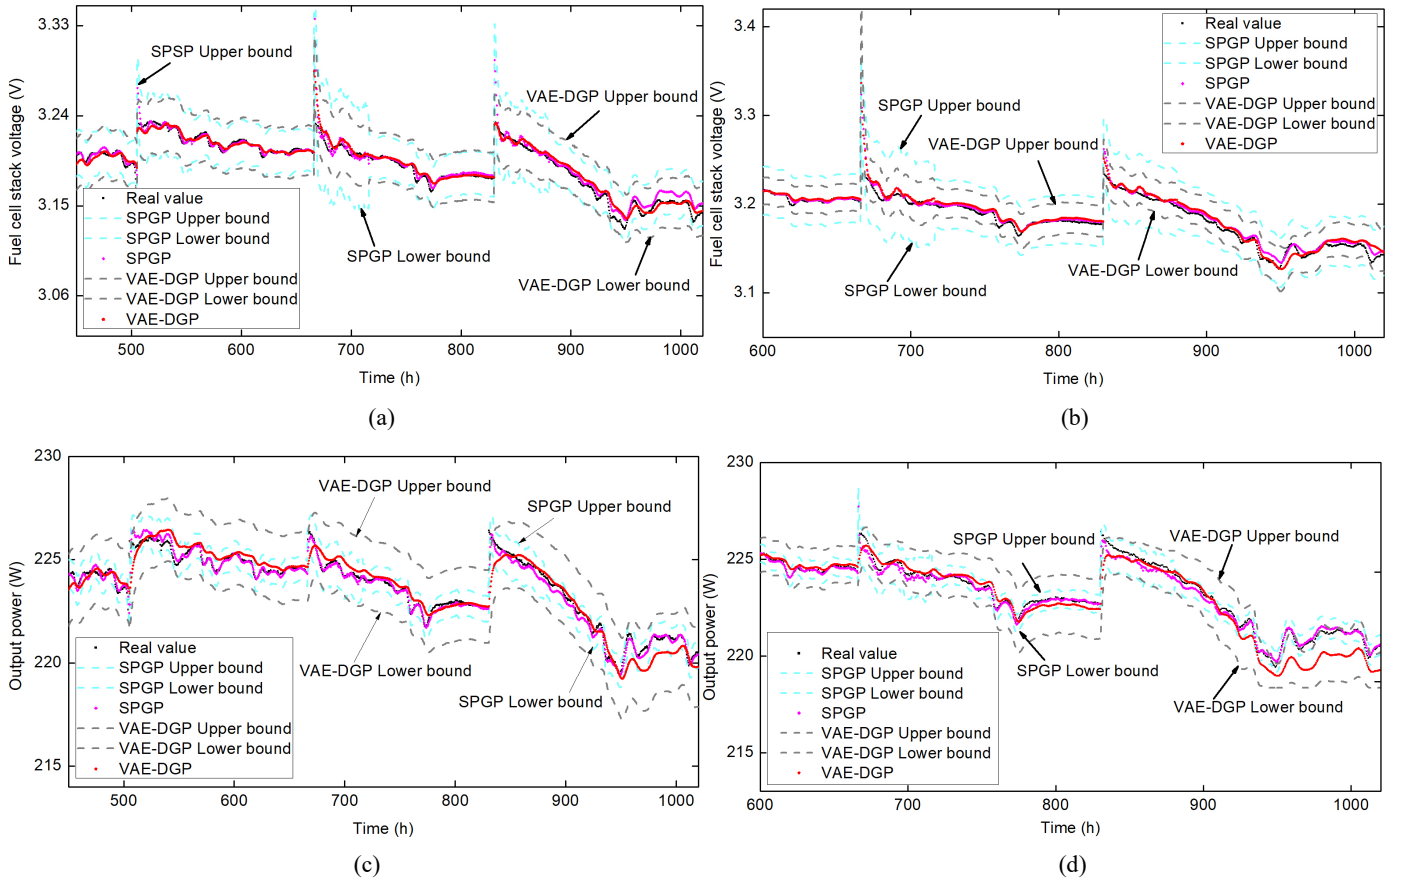 3.33
3.24
3.15
3.06
Fuel cell stack voltage (V)
SPSP Upper bound
VAE-DGP Upper bound
SPGP Lower bound
VAE-DGP Lower bound
Real value
SPGP Upper bound
SPGP Lower bound
SPGP
VAE-DGP Upper bound
VAE-DGP Lower bound
VAE-DGP
500
600
700
800
900
1000
Time (h)
(a)
3.4
3.3
3.2
3.1
Fuel cell stack voltage (V)
Real value
SPGP Upper bound
SPGP Lower bound
SPGP
VAE-DGP Upper bound
VAE-DGP Lower bound
VAE-DGP
SPGP Upper bound
VAE-DGP Upper bound
VAE-DGP Lower bound
SPGP Lower bound
600
700
800
900
1000
Time (h)
(b)
230
225
220
215
Output power (W)
VAE-DGP Upper bound
SPGP Upper bound
VAE-DGP Lower bound
SPGP Lower bound
Real value
SPGP Upper bound
SPGP Lower bound
SPGP
VAE-DGP Upper bound
VAE-DGP Lower bound
VAE-DGP
500
600
700
800
900
1000
Time (h)
(c)
230
225
220
215
Output power (W)
SPGP Upper bound
VAE-DGP Upper bound
SPGP Lower bound
VAE-DGP Lower bound
Real value
SPGP Upper bound
SPGP Lower bound
SPGP
VAE-DGP Upper bound
VAE-DGP Lower bound
VAE-DGP
600
700
800
900
1000
Time (h)
(d)